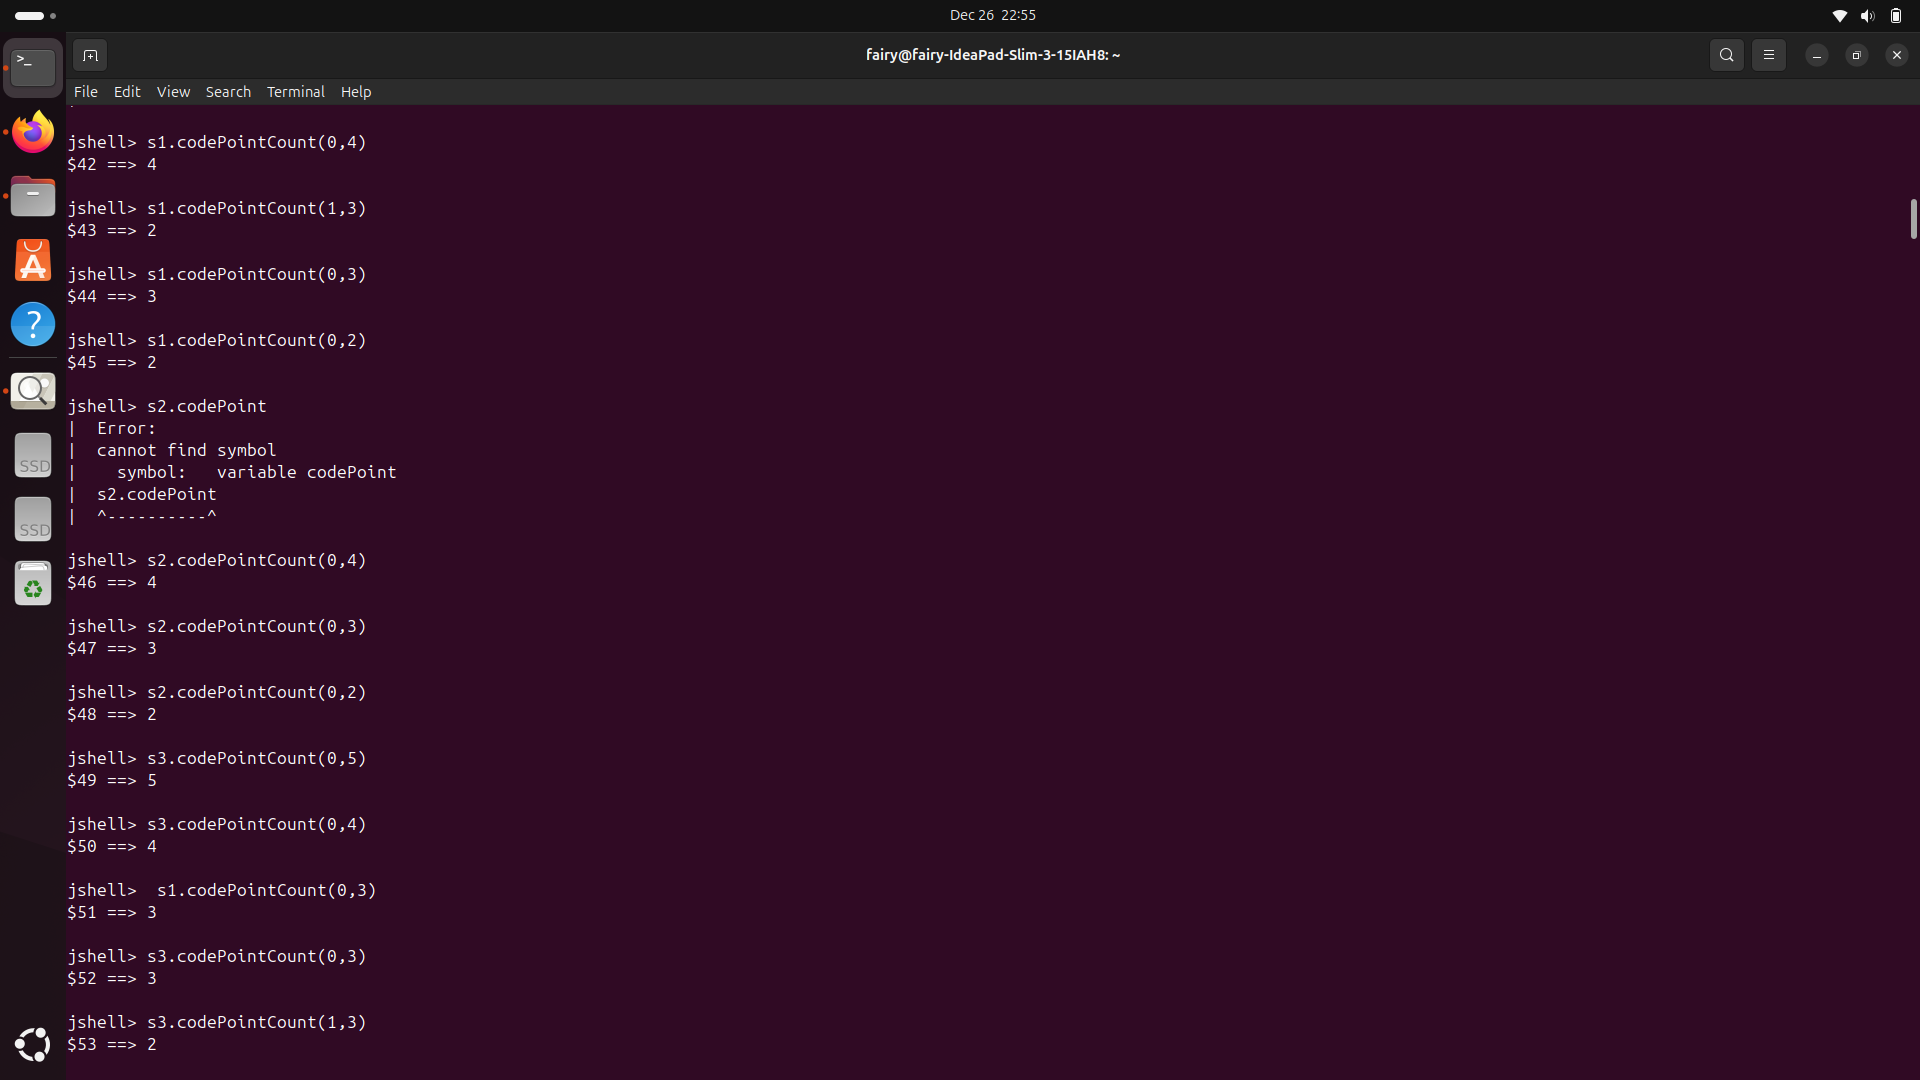 Dec 26 22:55
fairy@fairy-IdeaPad-Slim-3-15IAH8: ~
File Edit View Search Terminal Help
jshell> s1.codePointCount(0,4)
$42 ==> 4
jshell> s1.codePointCount(1,3)
$43 ==> 2
jshell> s1.codePointCount(0,3)
$44 ==> 3
jshell> s1.codePointCount(0,2)
$45 ==> 2
jshell> s2.codePoint
|  Error:
|  cannot find symbol
|    symbol:   variable codePoint
|  s2.codePoint
|  ^----------^
jshell> s2.codePointCount(0,4)
$46 ==> 4
jshell> s2.codePointCount(0,3)
$47 ==> 3
jshell> s2.codePointCount(0,2)
$48 ==> 2
jshell> s3.codePointCount(0,5)
$49 ==> 5
jshell> s3.codePointCount(0,4)
$50 ==> 4
jshell>  s1.codePointCount(0,3)
$51 ==> 3
jshell> s3.codePointCount(0,3)
$52 ==> 3
jshell> s3.codePointCount(1,3)
$53 ==> 2
>_
A
?
SSD
SSD